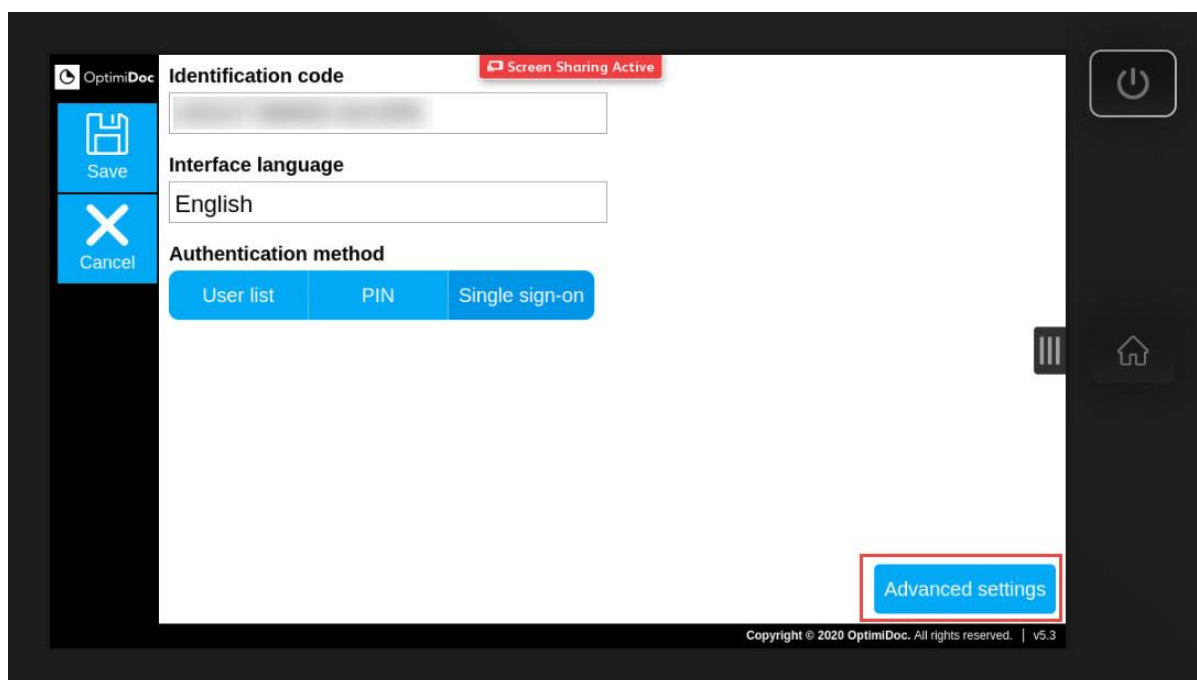 Screen Sharing Active
OptimiDoc
Identification code
Save
Interface language
English
Cancel
Authentication method
User list PIN Single sign-on
Advanced settings
Copyright © 2020 OptimiDoc. All rights reserved. | v5.3